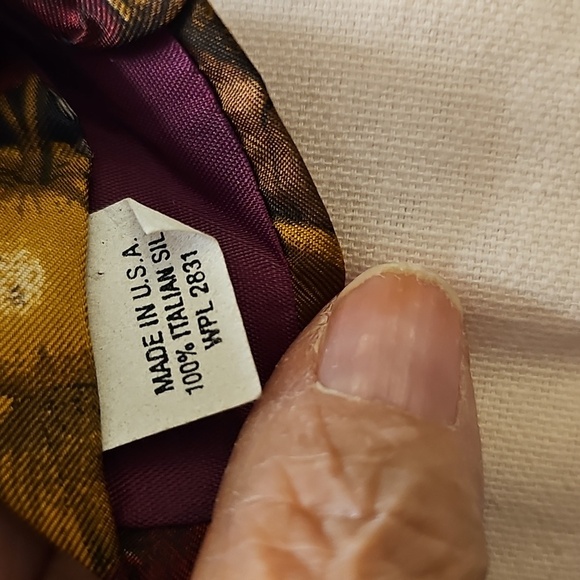 MADE IN U.S.A.
100% ITALIAN SIL
WPL 2831